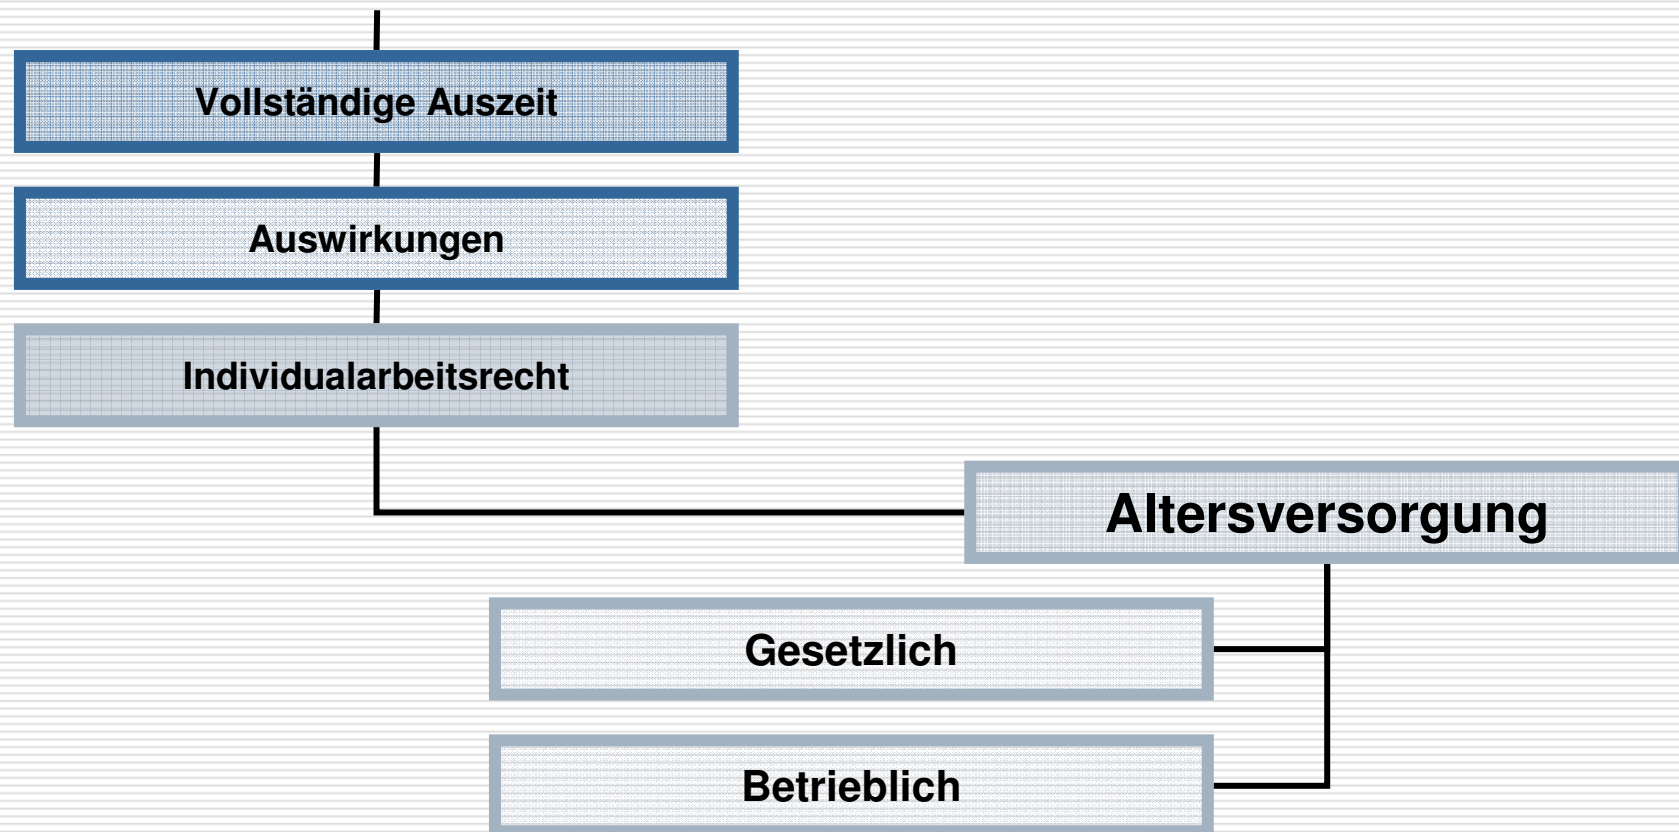 Vollständige Auszeit
Auswirkungen
Individualarbeitsrecht
Altersversorgung
Gesetzlich
Betrieblich